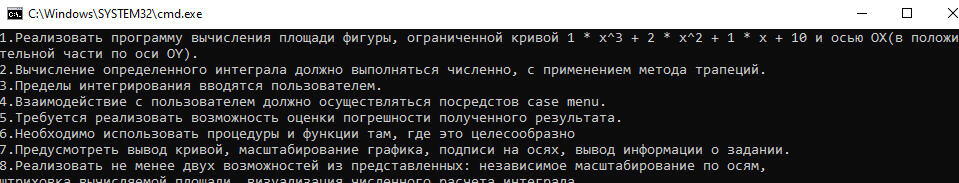 C:\Windows\SYSTEM32\cmd.exe
1.Реализовать программу вычисления площади фигуры, ограниченной кривой 1 * x^3 + 2 * x^2 + 1 * x + 10 и осью OX(в положи
тельной части по оси OY).
2.Вычисление определенного интеграла должно выполняться численно, с применением метода трапеций.
3.Пределы интегрирования вводятся пользователем.
4.Взаимодействие с пользователем должно осуществляться посредстов case menu.
5.Требуется реализовать возможность оценки погрешности полученного результата.
6.Необходимо использовать процедуры и функции там, где это целесообразно
7.Предусмотреть вывод кривой, масштабирование графика, подписи на осях, вывод информации о задании.
8.Реализовать не менее двух возможностей из представленных: независимое масштабирование по осям,
штриховка вычисляемой площади, визуализация численного расчета интеграла